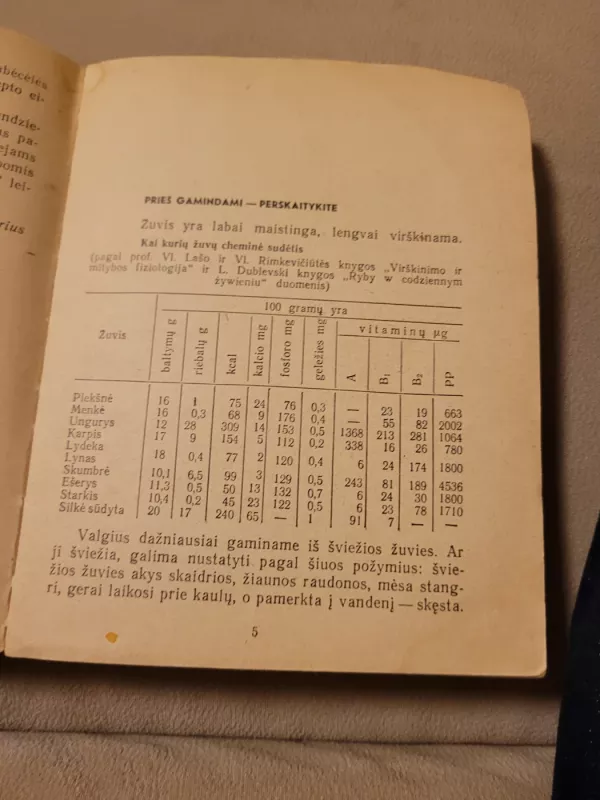 ubėcėlės
pto ei-
ndzie-
s pa-
ejams
pomis
lei-
rius
PRIEŠ GAMINDAMI — PERSKAITYKITE
Žuvis yra labai maistinga, lengvai virškinama.
Kai kurių žuvų cheminė sudėtis
(pagal prof. Vl. Lašo ir Vl. Rimkevičiūtės knygos „Virškinimo ir
mitybos fiziologija“ ir L. Dublevski knygos „Ryby w codziennym
żywieniu“ duomenis)
100 gramų yra
Žuvis baltymų g riebalų g kcal kalcio mg fosforo mg geležies mg vitaminų µg
A B₁ B₂ PP
Plekšnė 16 1 75 24 76 0,3 — 23 19 663
Menkė 16 0,3 68 9 176 0,4 — 55 82 2002
Ungurys 12 28 309 14 153 0,5 1368 213 281 1064
Karpis 17 9 154 5 112 0,2 338 16 26 780
Lydeka 18 0,4 77 2 120 0,4 6 24 174 1800
Lynas
Skumbrė 10,1 6,5 99 3 129 0,5 243 81 189 4536
Ešerys 11,3 0,5 50 13 132 0,7 6 24 30 1800
Starkis 10,4 0,2 45 23 122 0,5 6 23 78 1710
Silkė sūdyta 20 17 240 65 — 1 91 7 —
Valgius dažniausiai gaminame iš šviežios žuvies. Ar
ji šviežia, galima nustatyti pagal šiuos požymius: švie-
žios žuvies akys skaidrios, žiaunos raudonos, mėsa stang-
ri, gerai laikosi prie kaulų, o pamerkta į vandenį — skęsta.
5